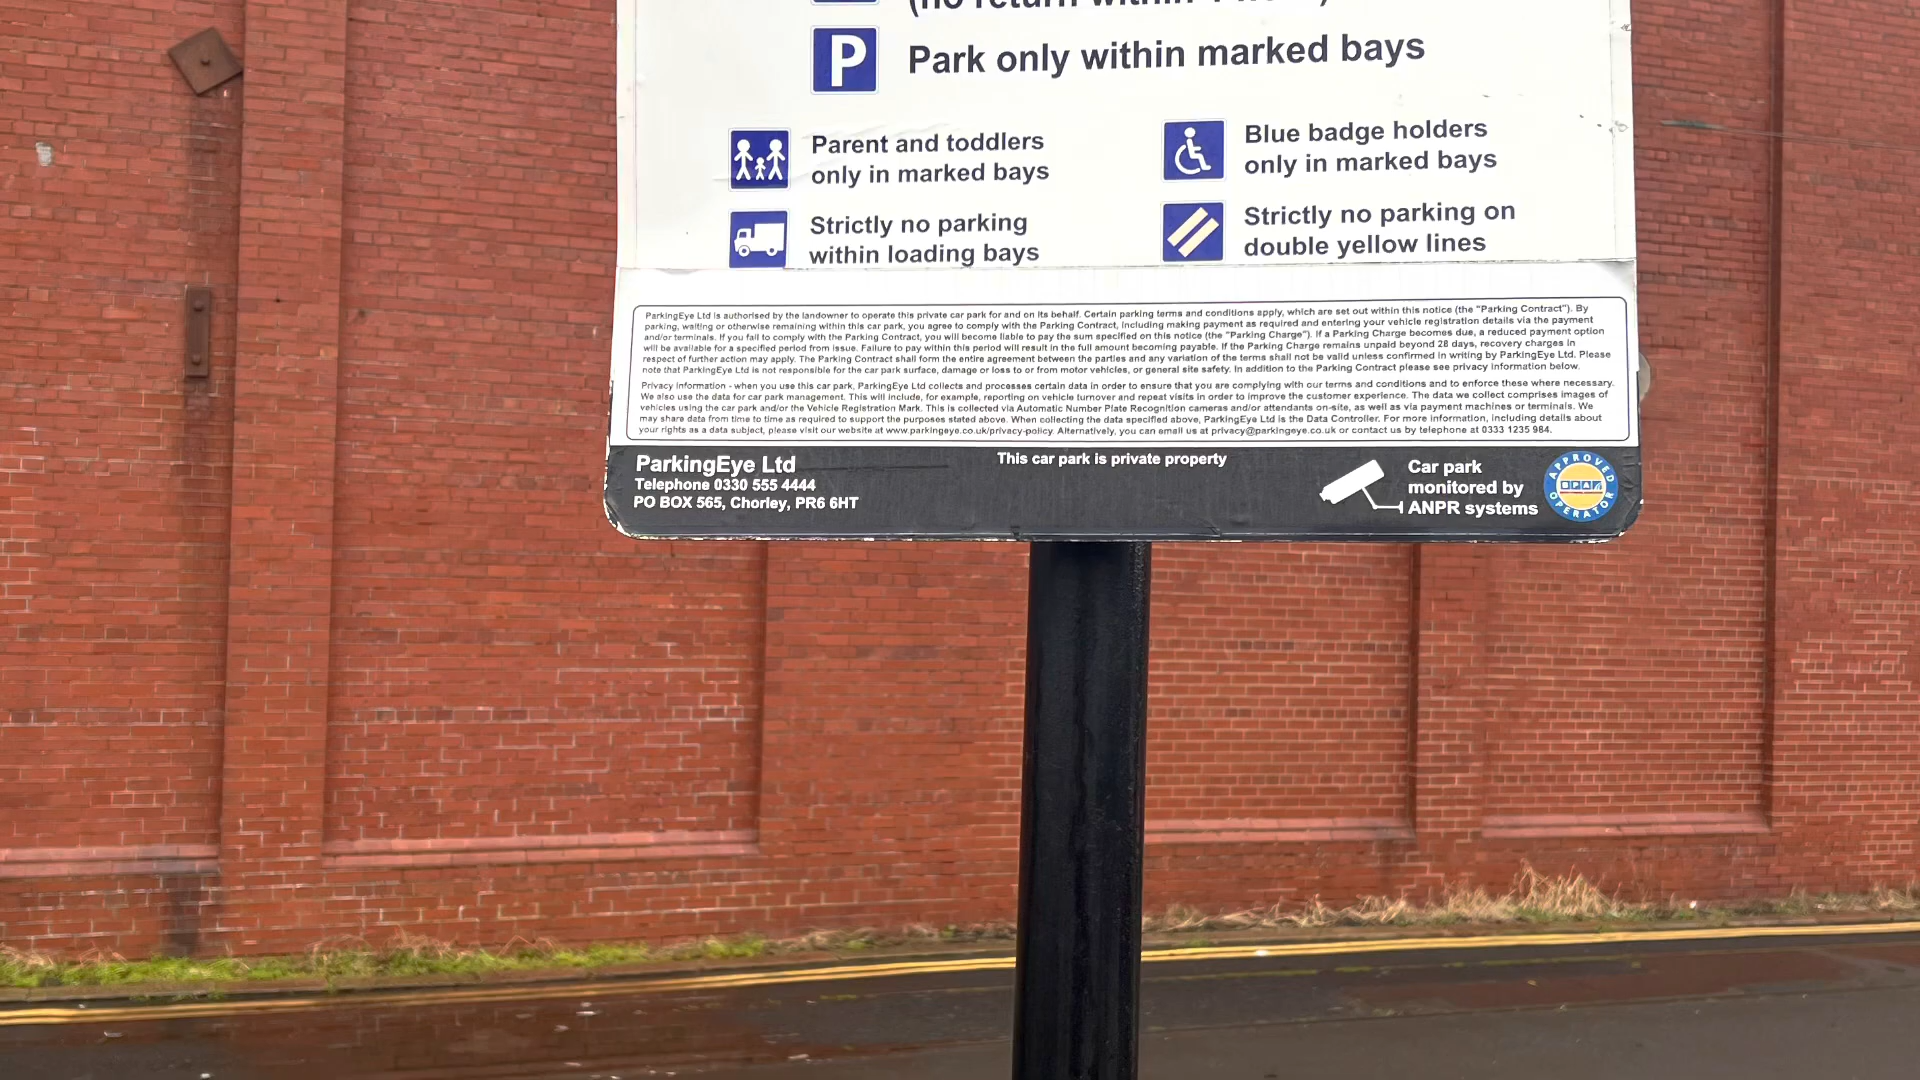 (no return within
P Park only within marked bays
Parent and toddlers
only in marked bays
Blue badge holders
only in marked bays
Strictly no parking
within loading bays
Strictly no parking on
double yellow lines
ParkingEye Ltd is authorised by the landowner to operate this private car park for and on its behalf. Certain parking terms and conditions apply, which are set out within this notice (the "Parking Contract"). By
parking, waiting or otherwise remaining within this car park, you agree to comply with the Parking Contract, including making payment as required and entering your vehicle registration details via the payment
and/or terminals. If you fail to comply with the Parking Contract, you will become liable to pay the sum specified on this notice (the "Parking Charge"). If a Parking Charge becomes due, a reduced payment option
will be available for a specified period from issue. Failure to pay within this period will result in the full amount becoming payable. If the Parking Charge remains unpaid beyond 28 days, recovery charges in
respect of further action may apply. The Parking Contract shall form the entire agreement between the parties and any variation of the terms shall not be valid unless confirmed in writing by ParkingEye Ltd. Please
note that ParkingEye Ltd is not responsible for the car park surface, damage or loss to or from motor vehicles, or general site safety. In addition to the Parking Contract please see privacy information below.
Privacy information - when you use this car park, ParkingEye Ltd collects and processes certain data in order to ensure that you are complying with our terms and conditions and to enforce these where necessary.
We also use the data for car park management. This will include, for example, reporting on vehicle turnover and repeat visits in order to improve the customer experience. The data we collect comprises images of
vehicles using the car park and/or the Vehicle Registration Mark. This is collected via Automatic Number Plate Recognition cameras and/or attendants on-site, as well as via payment machines or terminals. We
may share data from time to time as required to support the purposes stated above. When collecting the data specified above, ParkingEye Ltd is the Data Controller. For more information, including details about
your rights as a data subject, please visit our website at www.parkingeye.co.uk/privacy-policy. Alternatively, you can email us at privacy@parkingeye.co.uk or contact us by telephone at 0333 1235 984.
ParkingEye Ltd
Telephone 0330 555 4444
PO BOX 565, Chorley, PR6 6HT
This car park is private property
Car park
monitored by
ANPR systems
APPROVED
BPA
OPERATOR